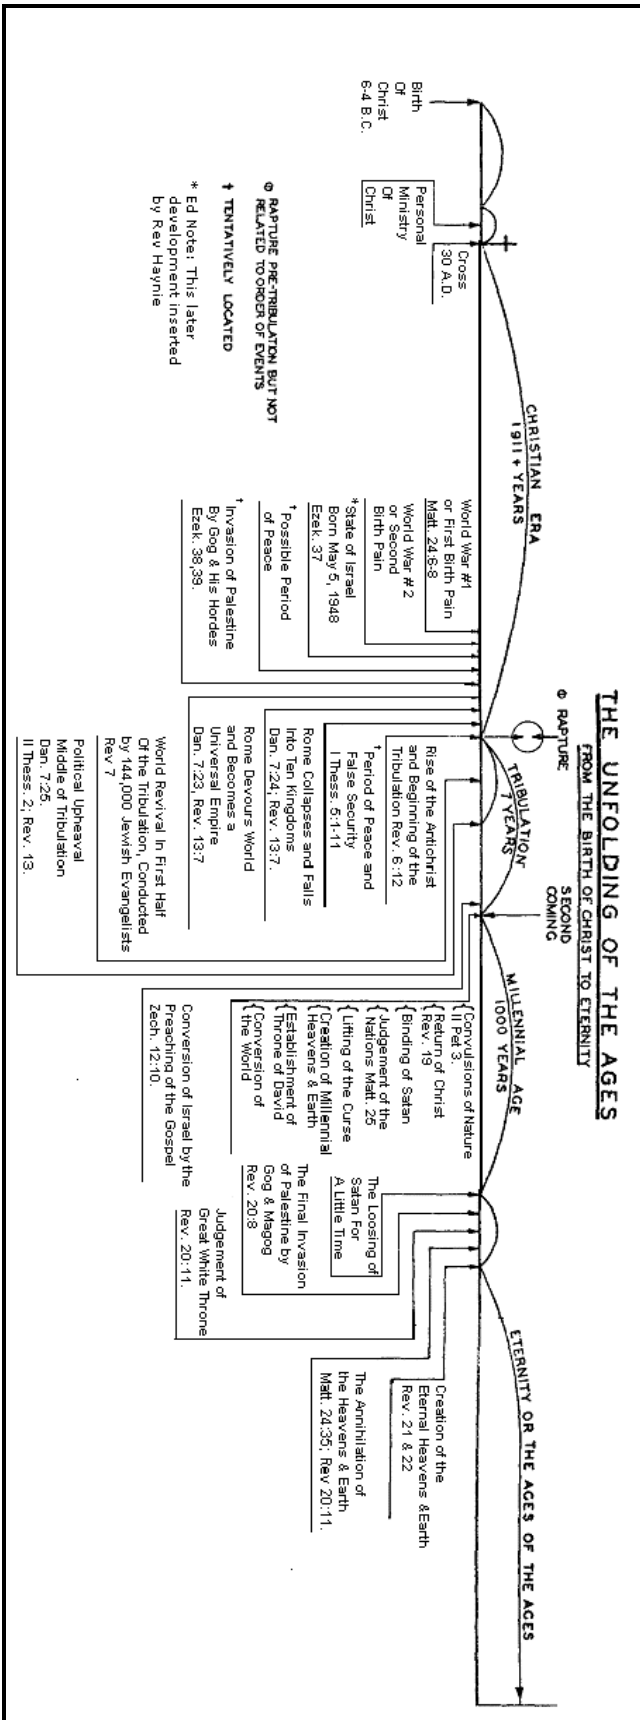 THE UNFOLDING OF THE AGES
FROM THE BIRTH OF CHRIST TO ETERNITY
Φ RAPTURE
SECOND
COMING
CHRISTIAN ERA
1911 + YEARS
TRIBULATION
7 YEARS
MILLENNIAL AGE
1000 YEARS
ETERNITY OR THE AGES OF THE AGES
Birth
Of
Christ
6-4 B.C.
Personal
Ministry
Of
Christ
Cross
30 A.D.
World War #1
or First Birth Pain
Matt. 24:6-8
World War #2
or Second
Birth Pain
*State of Israel
Born May 5, 1948
Ezek. 37
†Possible Period
of Peace
†Invasion of Palestine
By Gog & His Hordes
Ezek. 38,39.
Rise of the Antichrist
and Beginning of the
Tribulation Rev. 6:12
†Period of Peace and
False Security
I Thess. 5:1-11
Rome Collapses and Falls
Into Ten Kingdoms
Dan. 7:24; Rev. 13:7.
Rome Devours World
and Becomes a
Universal Empire
Dan. 7:23, Rev. 13:7
World Revival In First Half
Of the Tribulation, Conducted
by 144,000 Jewish Evangelists
Rev 7
Political Upheaval
Middle of Tribulation
Dan. 7:25
II Thess. 2; Rev. 13.
{Convulsions of Nature
II Pet 3.
{Return of Christ
Rev. 19
{Binding of Satan
{Judgement of the
Nations Matt. 25
{Lifting of the Curse
{Creation of Millennial
Heavens & Earth
{Establishment of
Throne of David
{Conversion of
the World
Conversion of Israel by the
Preaching of the Gospel
Zech. 12:10.
The Loosing of
Satan For
A Little Time
The Final Invasion
of Palestine by
Gog & Magog
Rev. 20:8
Judgement of
Great White Throne
Rev. 20:11.
Creation of the
Eternal Heavens &Earth
Rev. 21 & 22
The Annihilation of
the Heavens & Earth
Matt. 24:35; Rev 20:11.
Φ RAPTURE PRE-TRIBULATION BUT NOT
RELATED TO ORDER OF EVENTS
† TENTATIVELY LOCATED
* Ed Note: This later
development inserted
by Rev Haynie